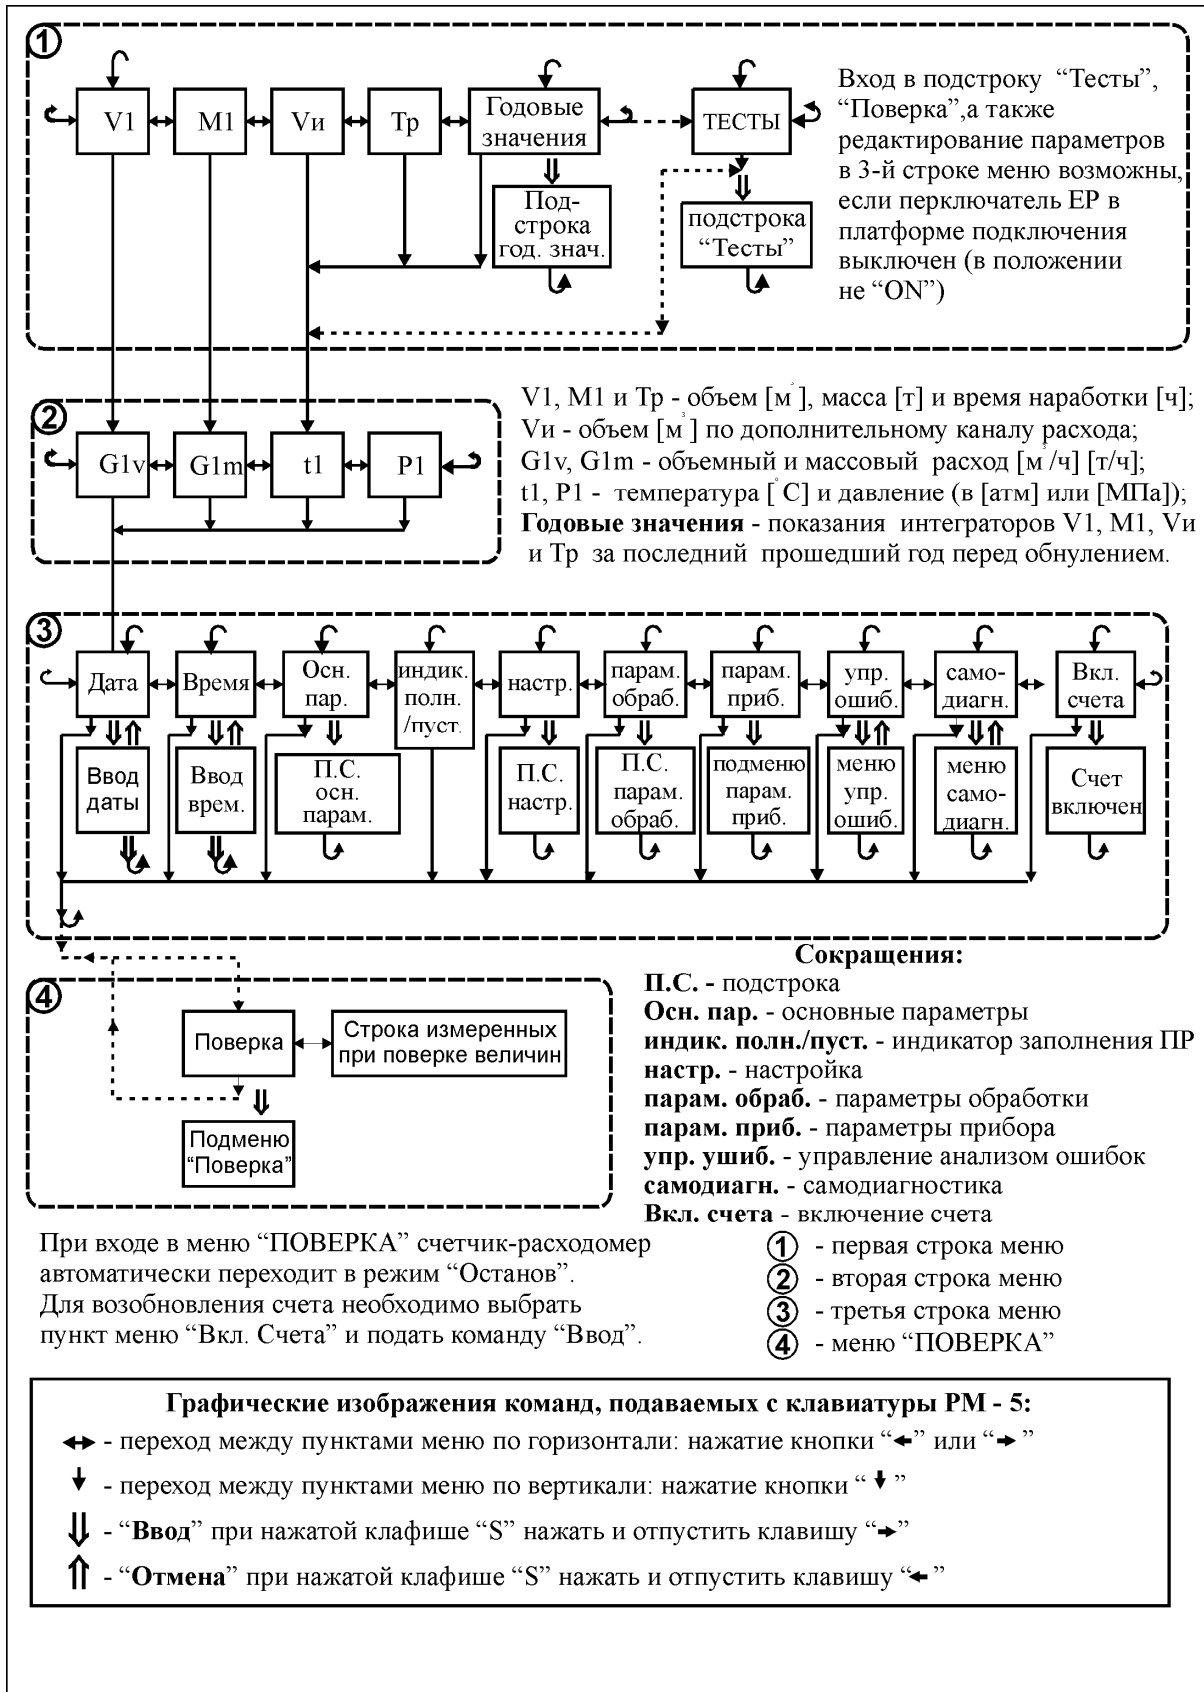 1
V1
M1
Vи
Тр
Годовые
значения
ТЕСТЫ
Под-
строка
год. знач.
подстрока
“Тесты”
Вход в подстроку “Тесты”,
“Поверка”,а также
редактирование параметров
в 3-й строке меню возможны,
если перключатель ЕР в
платформе подключения
выключен (в положении
не “ON”)
2
G1v
G1m
t1
P1
V1, M1 и Тр - объем [м³], масса [т] и время наработки [ч];
Vи - объем [м³] по дополнительному каналу расхода;
G1v, G1m - объемный и массовый расход [м³/ч] [т/ч];
t1, P1 - температура [°С] и давление (в [атм] или [МПа]);
Годовые значения - показания интеграторов V1, M1, Vи
и Тр за последний прошедший год перед обнулением.
3
Дата
Время
Осн.
пар.
индик.
полн.
/пуст.
настр.
парам.
обраб.
парам.
приб.
упр.
ошиб.
само-
диагн.
Вкл.
счета
Ввод
даты
Ввод
врем.
П.С.
осн.
парам.
П.С.
настр.
П.С.
парам.
обраб.
подменю
парам.
приб.
меню
упр.
ошиб.
меню
само-
диагн.
Счет
включен
4
Поверка
Строка измеренных
при поверке величин
Подменю
“Поверка”
Сокращения:
П.С. - подстрока
Осн. пар. - основные параметры
индик. полн./пуст. - индикатор заполнения ПР
настр. - настройка
парам. обраб. - параметры обработки
парам. приб. - параметры прибора
упр. ушиб. - управление анализом ошибок
самодиагн. - самодиагностика
Вкл. счета - включение счета
1 - первая строка меню
2 - вторая строка меню
3 - третья строка меню
4 - меню “ПОВЕРКА”
При входе в меню “ПОВЕРКА” счетчик-расходомер
автоматически переходит в режим “Останов”.
Для возобновления счета необходимо выбрать
пункт меню “Вкл. Счета” и подать команду “Ввод”.
Графические изображения команд, подаваемых с клавиатуры РМ - 5:
↔ - переход между пунктами меню по горизонтали: нажатие кнопки “←” или “→ ”
↓ - переход между пунктами меню по вертикали: нажатие кнопки “ ↓ ”
⇓ - “Ввод” при нажатой клафише “S” нажать и отпустить клавишу “→”
⇑ - “Отмена” при нажатой клафише “S” нажать и отпустить клавишу “← ”